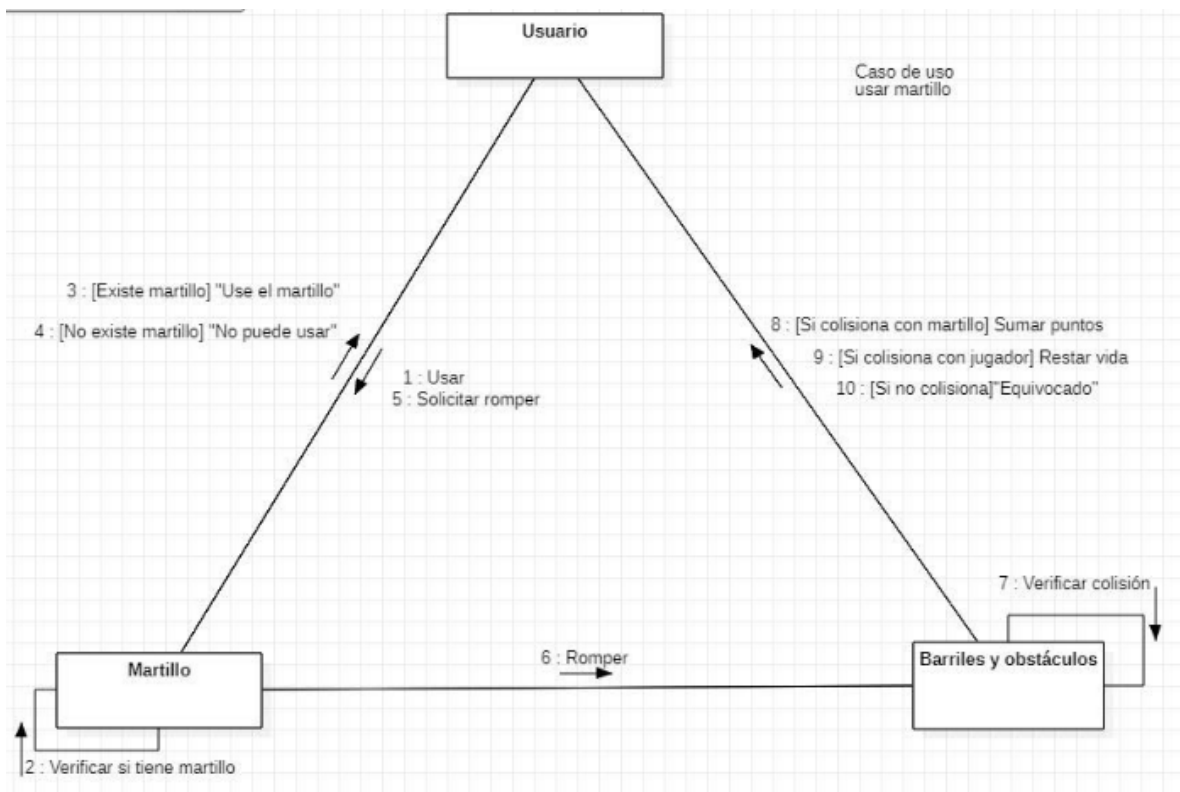 Usuario
Caso de uso
usar martillo
3 : [Existe martillo] "Use el martillo"
4 : [No existe martillo] "No puede usar"
1 : Usar
5 : Solicitar romper
8 : [Si colisiona con martillo] Sumar puntos
9 : [Si colisiona con jugador] Restar vida
10 : [Si no colisiona]"Equivocado"
7 : Verificar colisión
6 : Romper
Martillo
Barriles y obstáculos
2 : Verificar si tiene martillo